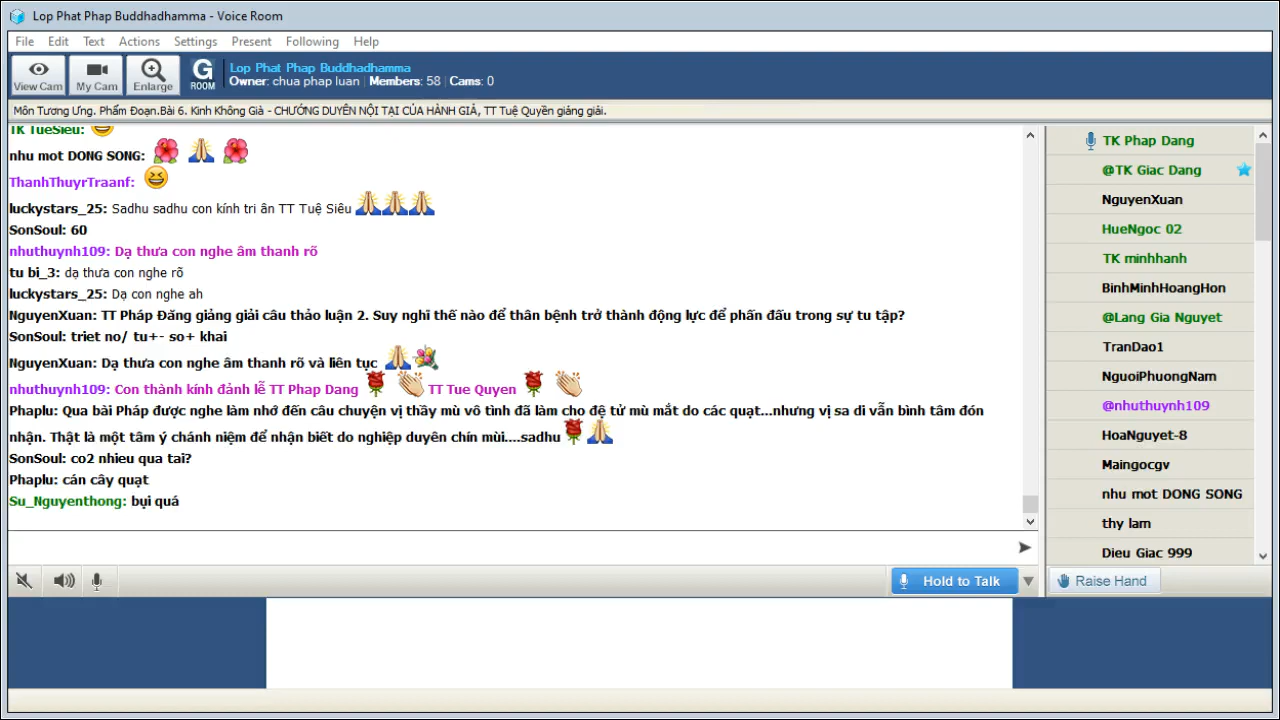 Lop Phat Phap Buddhadhamma - Voice Room
File Edit Text Actions Settings Present Following Help
View Cam My Cam Enlarge G ROOM
Lop Phat Phap Buddhadhamma
Owner: chua phap luan Members: 58 Cams: 0
Môn Tương Ưng. Phẩm Đoạn.Bài 6. Kinh Không Già - CHƯỚNG DUYÊN NỘI TẠI CỦA HÀNH GIẢ, TT Tuệ Quyền giảng giải.
TK TueSieu:
nhu mot DONG SONG:
ThanhThuyrTraanf:
luckystars_25: Sadhu sadhu con kính tri ân TT Tuệ Siêu
SonSoul: 60
nhuthuynh109: Dạ thưa con nghe âm thanh rõ
tu bi_3: dạ thưa con nghe rõ
luckystars_25: Dạ con nghe ah
NguyenXuan: TT Pháp Đăng giảng giải câu thảo luận 2. Suy nghĩ thế nào để thân bệnh trở thành động lực để phấn đấu trong sự tu tập?
SonSoul: triet no/ tu+- so+ khai
NguyenXuan: Dạ thưa con nghe âm thanh rõ và liên tục
nhuthuynh109: Con thành kính đảnh lễ TT Phap Dang TT Tue Quyen
Phaplu: Qua bài Pháp được nghe làm nhớ đến câu chuyện vị thầy mù vô tình đã làm cho đệ tử mù mắt do các quạt...nhưng vị sa di vẫn bình tâm đón
nhận. Thật là một tâm ý chánh niệm để nhận biết do nghiệp duyên chín mùi....sadhu
SonSoul: co2 nhieu qua tai?
Phaplu: cán cây quạt
Su_Nguyenthong: bụi quá
Hold to Talk
TK Phap Dang
@TK Giac Dang
NguyenXuan
HueNgoc 02
TK minhhanh
BinhMinhHoangHon
@Lang Gia Nguyet
TranDao1
NguoiPhuongNam
@nhuthuynh109
HoaNguyet-8
Maingocgv
nhu mot DONG SONG
thy lam
Dieu Giac 999
Raise Hand